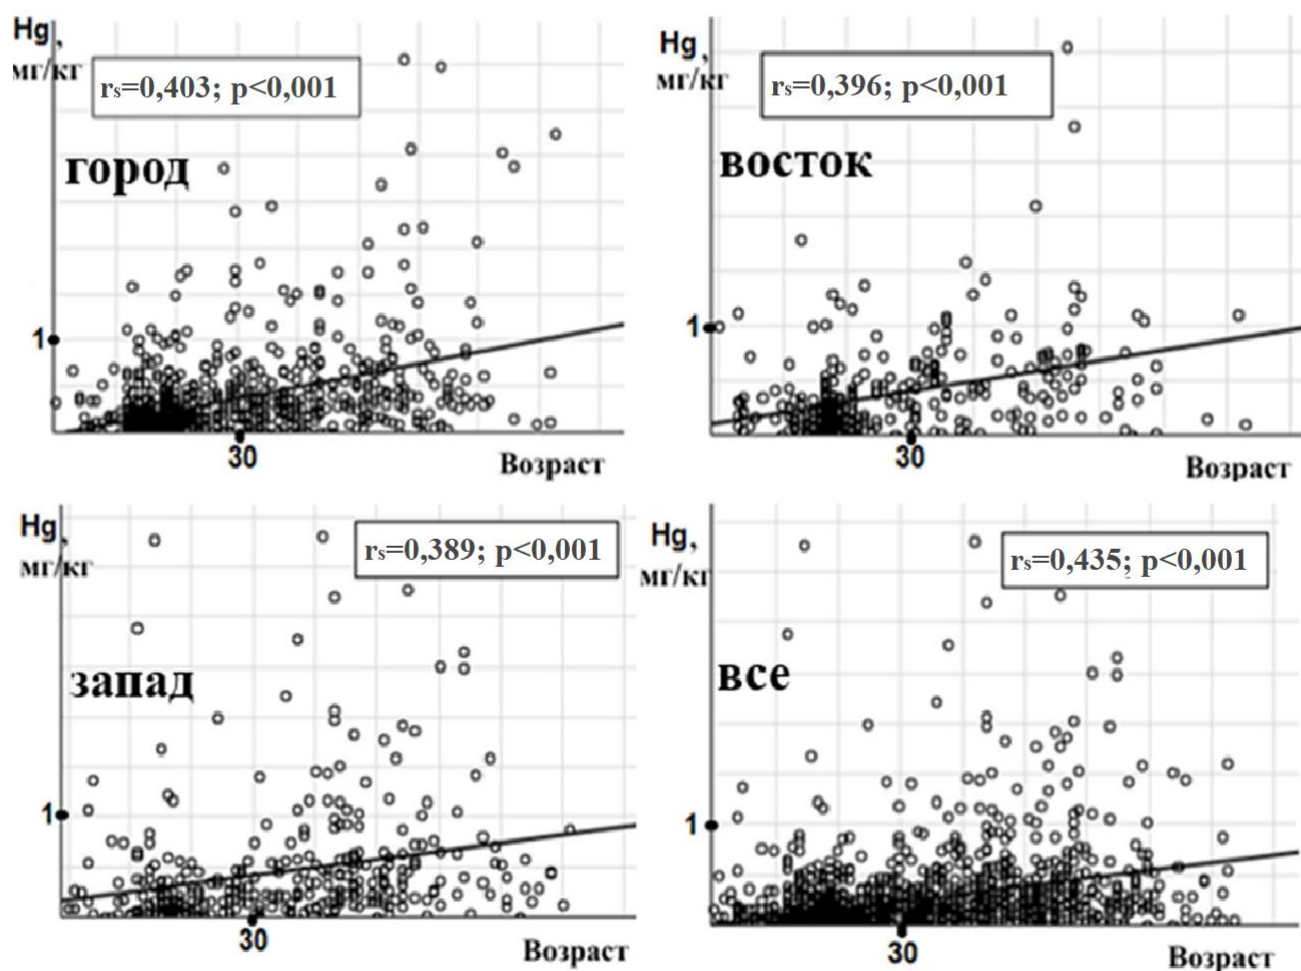 Hg,
мг/кг
rs=0,403; p<0,001
город
1
30
Возраст
Hg,
мг/кг
rs=0,396; p<0,001
восток
1
30
Возраст
Hg,
мг/кг
rs=0,389; p<0,001
запад
1
30
Возраст
Hg,
мг/кг
rs=0,435; p<0,001
все
1
30
Возраст